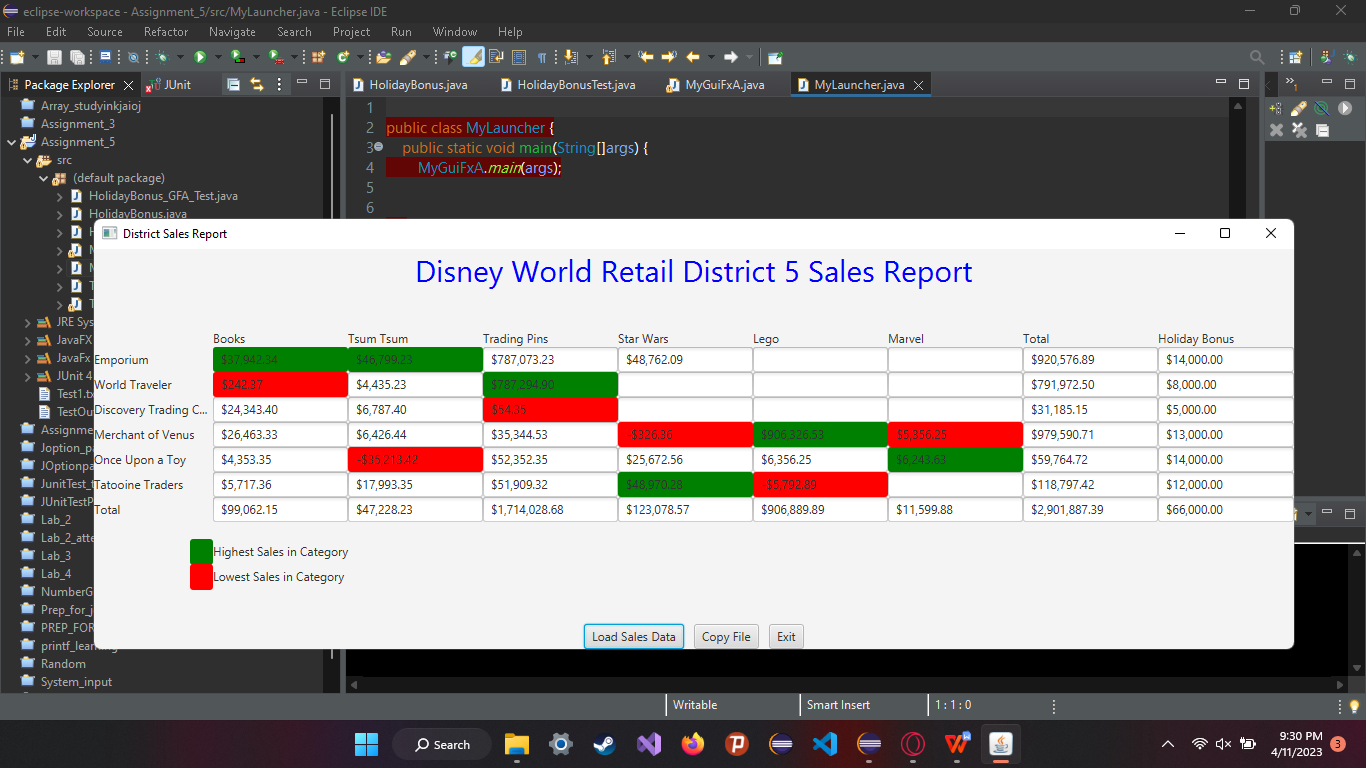 eclipse-workspace - Assignment_5/src/MyLauncher.java - Eclipse IDE
File Edit Source Refactor Navigate Search Project Run Window Help
Package Explorer JUnit
HolidayBonus.java HolidayBonusTest.java MyGuiFxA.java MyLauncher.java
»1
Array_studyinkjaioj
Assignment_3
Assignment_5
src
(default package)
HolidayBonus_GFA_Test.java
HolidayBonus.java
H
M
M
T
T
JRE Sys
JavaFX
JavaFx
JUnit 4
Test1.tx
TestOut
Assignme
Joption_pa
JOptionpa
JunitTest_t
JUnitTestP
Lab_2
Lab_2_atte
Lab_3
Lab_4
NumberG
Prep_for_j
PREP_FOR
printf_learning
Random
System_input
1
2 public class MyLauncher {
3 public static void main(String[]args) {
4 MyGuiFxA.main(args);
5
6
District Sales Report
Disney World Retail District 5 Sales Report
Books Tsum Tsum Trading Pins Star Wars Lego Marvel Total Holiday Bonus
Emporium $37,942.34 $46,799.23 $787,073.23 $48,762.09 $920,576.89 $14,000.00
World Traveler $242.37 $4,435.23 $787,294.90 $791,972.50 $8,000.00
Discovery Trading C... $24,343.40 $6,787.40 $54.35 $31,185.15 $5,000.00
Merchant of Venus $26,463.33 $6,426.44 $35,344.53 -$326.36 $906,326.53 $5,356.25 $979,590.71 $13,000.00
Once Upon a Toy $4,353.35 -$35,213.42 $52,352.35 $25,672.56 $6,356.25 $6,243.63 $59,764.72 $14,000.00
Tatooine Traders $5,717.36 $17,993.35 $51,909.32 $48,970.28 -$5,792.89 $118,797.42 $12,000.00
Total $99,062.15 $47,228.23 $1,714,028.68 $123,078.57 $906,889.89 $11,599.88 $2,901,887.39 $66,000.00
Highest Sales in Category
Lowest Sales in Category
Load Sales Data Copy File Exit
Writable Smart Insert 1 : 1 : 0
Search
9:30 PM
4/11/2023
3